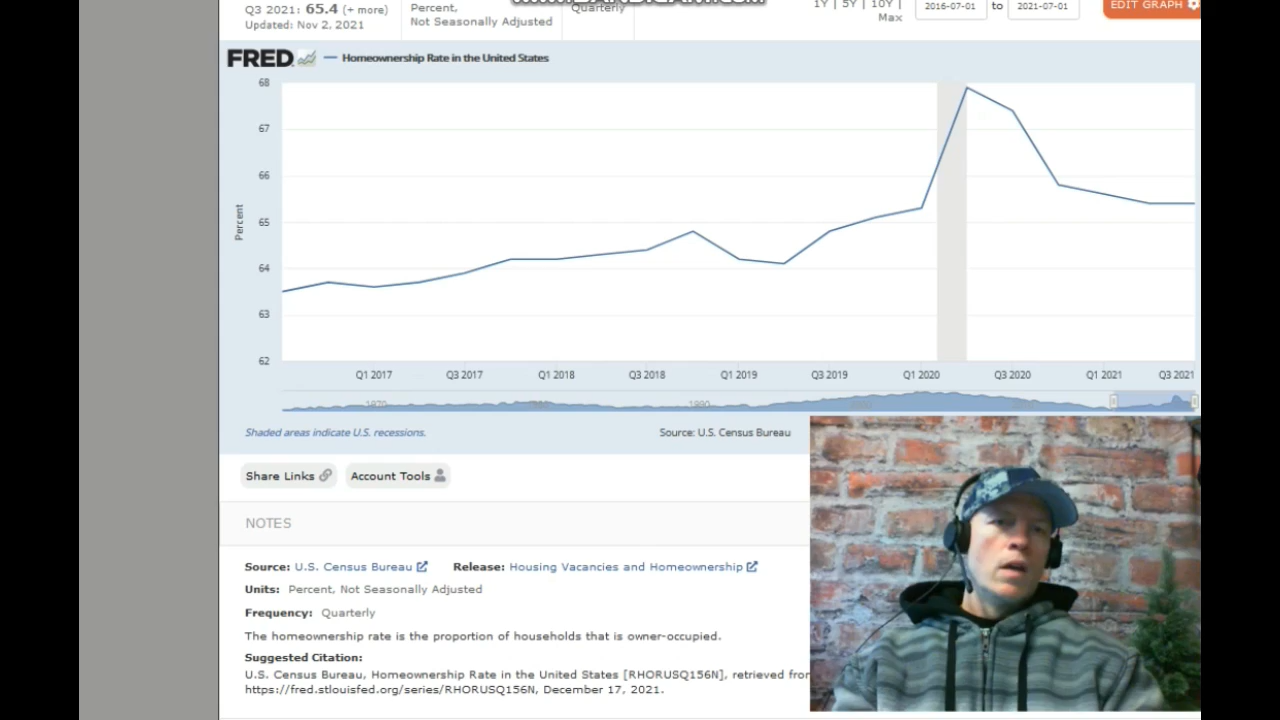 Q3 2021: 65.4 (+ more)
Updated: Nov 2, 2021
Percent,
Not Seasonally Adjusted
Quarterly
1Y | 5Y | 10Y |
Max
2016-07-01 to 2021-07-01
EDIT GRAPH
FRED
Homeownership Rate in the United States
68
67
66
65
64
63
62
Percent
Q1 2017 Q3 2017 Q1 2018 Q3 2018 Q1 2019 Q3 2019 Q1 2020 Q3 2020 Q1 2021 Q3 2021
1970 1990
Shaded areas indicate U.S. recessions.
Source: U.S. Census Bureau
Share Links Account Tools
NOTES
Source: U.S. Census Bureau Release: Housing Vacancies and Homeownership
Units: Percent, Not Seasonally Adjusted
Frequency: Quarterly
The homeownership rate is the proportion of households that is owner-occupied.
Suggested Citation:
U.S. Census Bureau, Homeownership Rate in the United States [RHORUSQ156N], retrieved from
https://fred.stlouisfed.org/series/RHORUSQ156N, December 17, 2021.